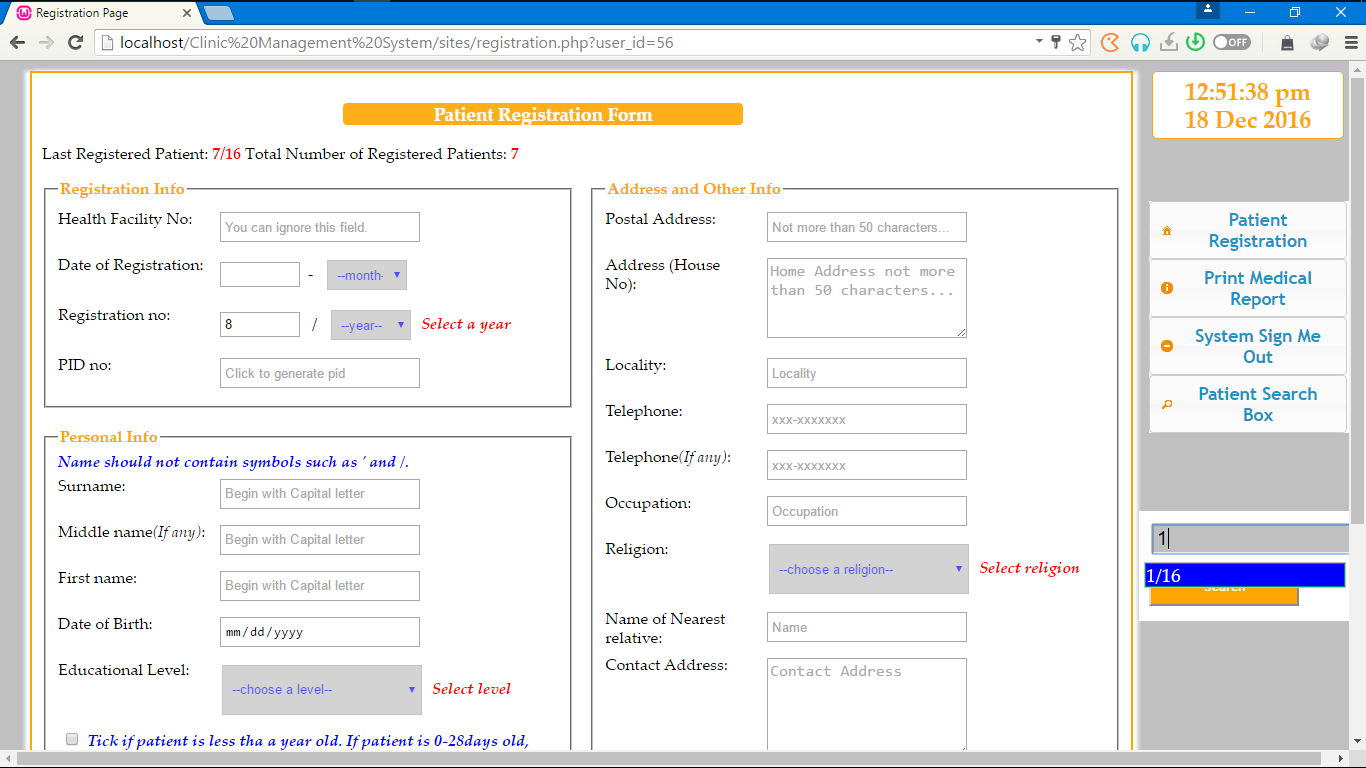 Registration Page
localhost/Clinic%20Management%20System/sites/registration.php?user_id=56
OFF
Patient Registration Form
Last Registered Patient: 7/16 Total Number of Registered Patients: 7
Registration Info
Health Facility No:
You can ignore this field.
Date of Registration:
-
--month-
Registration no:
8
/
--year--
Select a year
PID no:
Click to generate pid
Personal Info
Name should not contain symbols such as ' and /.
Surname:
Begin with Capital letter
Middle name(If any):
Begin with Capital letter
First name:
Begin with Capital letter
Date of Birth:
mm/dd/yyyy
Educational Level:
--choose a level--
Select level
Tick if patient is less tha a year old. If patient is 0-28days old,
Address and Other Info
Postal Address:
Not more than 50 characters...
Address (House
No):
Home Address not more
than 50 characters...
Locality:
Locality
Telephone:
xxx-xxxxxxx
Telephone(If any):
xxx-xxxxxxx
Occupation:
Occupation
Religion:
--choose a religion--
Select religion
Name of Nearest
relative:
Name
Contact Address:
Contact Address
12:51:38 pm
18 Dec 2016
Patient
Registration
Print Medical
Report
System Sign Me
Out
Patient Search
Box
1
1/16
Search